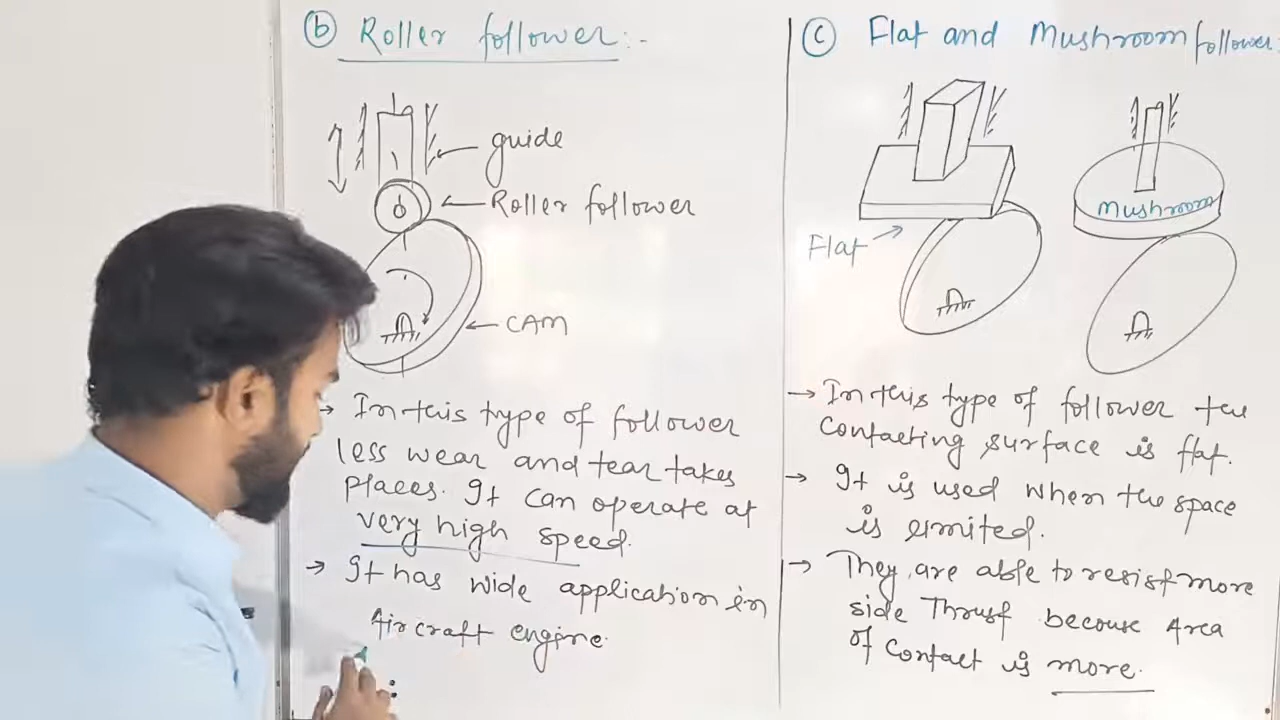 ⓑ Roller follower:-
guide
Roller follower
CAM
→ In this type of follower
less wear and tear takes
places. It can operate at
very high speed.
→ It has wide application in
Aircraft engine.
ⓒ Flat and Mushroom follower:
Flat
Mushroom
→ In this type of follower the
contacting surface is flat.
→ It is used when the space
is limited.
→ They are able to resist more
side Thrust becouse Area
of Contact is more.